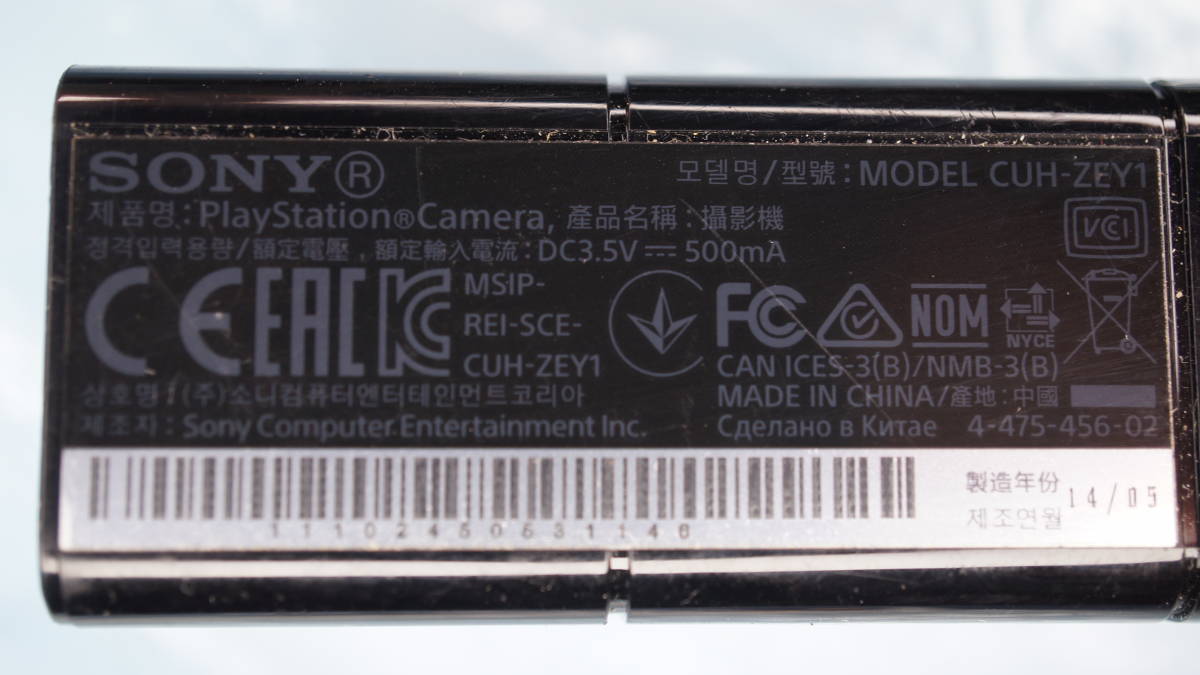 SONY®
모델명/型號: MODEL CUH-ZEY1
제품명: PlayStation®Camera, 產品名稱: 攝影機
정격입력용량/額定電壓, 額定輸入電流: DC3.5V ⎓ 500mA
VCCI
CE EAC KC
MSIP-
REI-SCE-
CUH-ZEY1
FC NOM NYCE
CAN ICES-3(B)/NMB-3(B)
상호명: (주)소니컴퓨터엔터테인먼트코리아
MADE IN CHINA/產地: 中國
제조자: Sony Computer Entertainment Inc.
Сделано в Китае 4-475-456-02
製造年份
제조연월
14/05
11102450531146